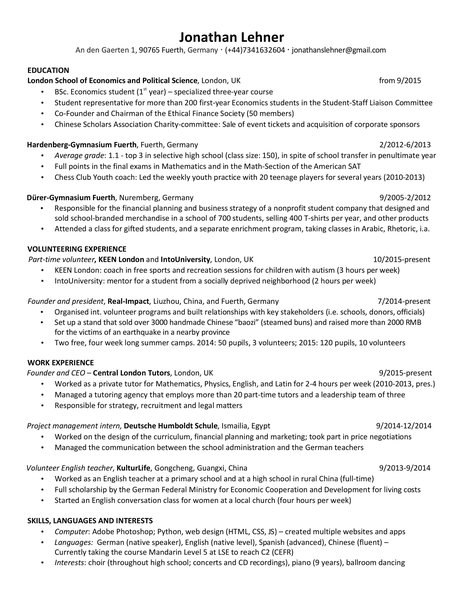 Jonathan Lehner
An den Gaerten 1, 90765 Fuerth, Germany · (+44)7341632604 · jonathanslehner@gmail.com
EDUCATION
London School of Economics and Political Science, London, UK from 9/2015
• BSc. Economics student (1st year) – specialized three-year course
• Student representative for more than 200 first-year Economics students in the Student-Staff Liaison Committee
• Co-Founder and Chairman of the Ethical Finance Society (50 members)
• Chinese Scholars Association Charity-committee: Sale of event tickets and acquisition of corporate sponsors
Hardenberg-Gymnasium Fuerth, Fuerth, Germany 2/2012-6/2013
• Average grade: 1.1 - top 3 in selective high school (class size: 150), in spite of school transfer in penultimate year
• Full points in the final exams in Mathematics and in the Math-Section of the American SAT
• Chess Club Youth coach: Led the weekly youth practice with 20 teenage players for several years (2010-2013)
Dürer-Gymnasium Fuerth, Nuremberg, Germany 9/2005-2/2012
• Responsible for the financial planning and business strategy of a nonprofit student company that designed and
sold school-branded merchandise in a school of 700 students, selling 400 T-shirts per year, and other products
• Attended a class for gifted students, and a separate enrichment program, taking classes in Arabic, Rhetoric, i.a.
VOLUNTEERING EXPERIENCE
Part-time volunteer, KEEN London and IntoUniversity, London, UK 10/2015-present
• KEEN London: coach in free sports and recreation sessions for children with autism (3 hours per week)
• IntoUniversity: mentor for a student from a socially deprived neighborhood (2 hours per week)
Founder and president, Real-Impact, Liuzhou, China, and Fuerth, Germany 7/2014-present
• Organised int. volunteer programs and built relationships with key stakeholders (i.e. schools, donors, officials)
• Set up a stand that sold over 3000 handmade Chinese “baozi” (steamed buns) and raised more than 2000 RMB
for the victims of an earthquake in a nearby province
• Two free, four week long summer camps. 2014: 50 pupils, 3 volunteers; 2015: 120 pupils, 10 volunteers
WORK EXPERIENCE
Founder and CEO – Central London Tutors, London, UK 9/2015-present
• Worked as a private tutor for Mathematics, Physics, English, and Latin for 2-4 hours per week (2010-2013, pres.)
• Managed a tutoring agency that employs more than 20 part-time tutors and a leadership team of three
• Responsible for strategy, recruitment and legal matters
Project management intern, Deutsche Humboldt Schule, Ismailia, Egypt 9/2014-12/2014
• Worked on the design of the curriculum, financial planning and marketing; took part in price negotiations
• Managed the communication between the school administration and the German teachers
Volunteer English teacher, KulturLife, Gongcheng, Guangxi, China 9/2013-9/2014
• Worked as an English teacher at a primary school and at a high school in rural China (full-time)
• Full scholarship by the German Federal Ministry for Economic Cooperation and Development for living costs
• Started an English conversation class for women at a local church (four hours per week)
SKILLS, LANGUAGES AND INTERESTS
• Computer: Adobe Photoshop; Python, web design (HTML, CSS, JS) – created multiple websites and apps
• Languages: German (native speaker), English (native level), Spanish (advanced), Chinese (fluent) –
Currently taking the course Mandarin Level 5 at LSE to reach C2 (CEFR)
• Interests: choir (throughout high school; concerts and CD recordings), piano (9 years), ballroom dancing